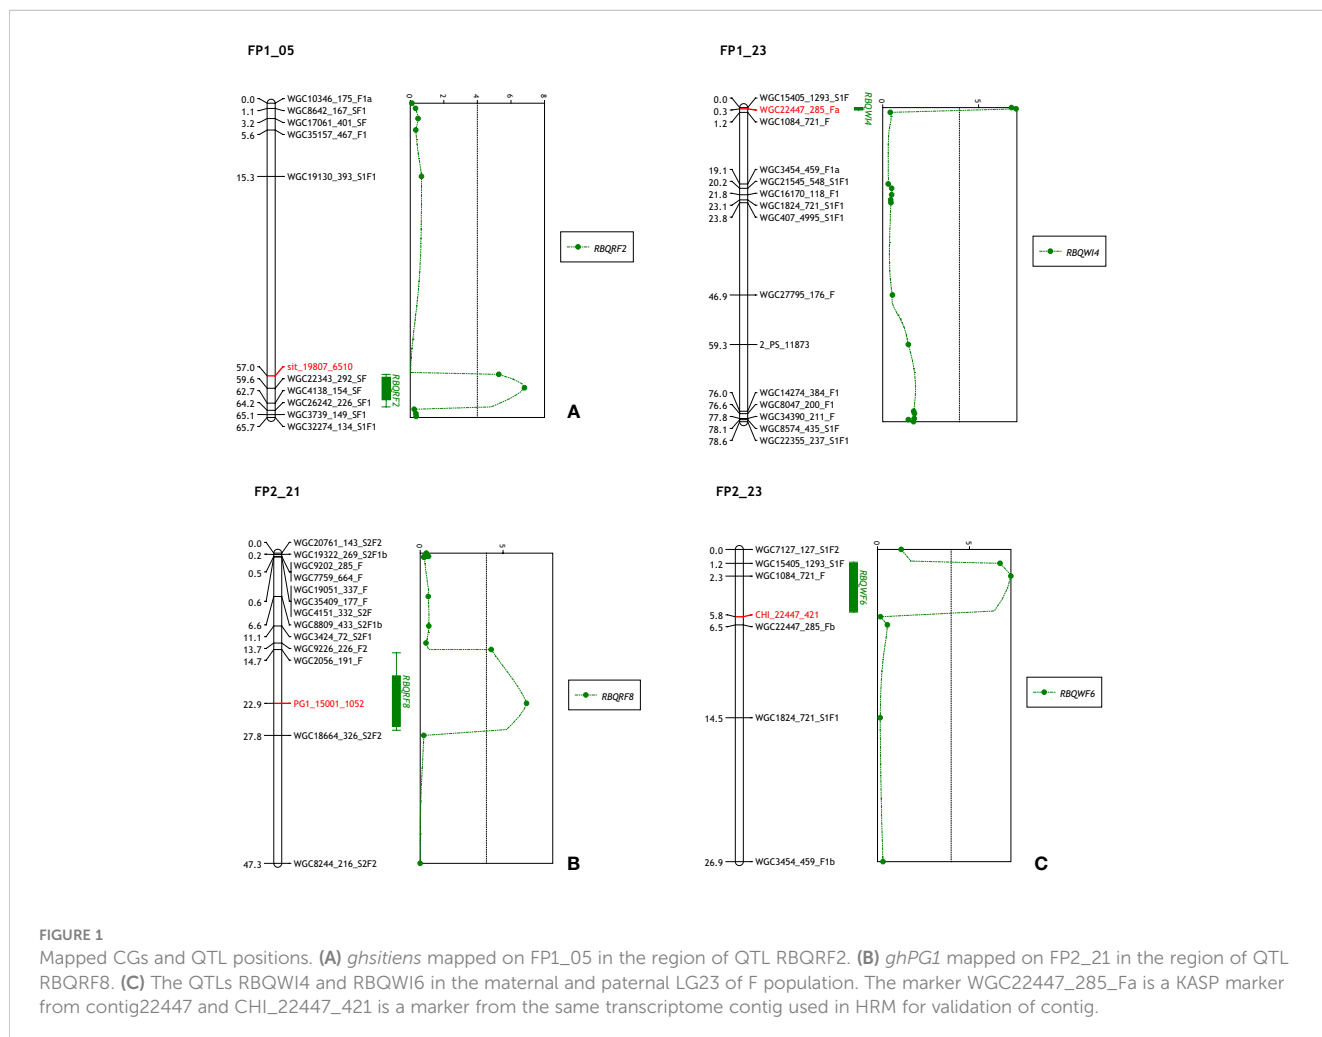 FP1_05
0.0 WGC10346_175_F1a
1.1 WGC8642_167_SF1
3.2 WGC17061_401_SF
5.6 WGC35157_467_F1
15.3 WGC19130_393_S1F1
57.0 sit_19807_6510
59.6 WGC22343_292_SF
62.7 WGC4138_154_SF
64.2 WGC26242_226_SF1
65.1 WGC3739_149_SF1
65.7 WGC32274_134_S1F1
RBQRF2
0 2 4 6 8
RBQRF2
A
FP1_23
0.0 WGC15405_1293_S1F
0.3 WGC22447_285_Fa
1.2 WGC1084_721_F
19.1 WGC3454_459_F1a
20.2 WGC21545_548_S1F1
21.8 WGC16170_118_F1
23.1 WGC1824_721_S1F1
23.8 WGC407_4995_S1F1
46.9 WGC27795_176_F
59.3 2_PS_11873
76.0 WGC14274_384_F1
76.6 WGC8047_200_F1
77.8 WGC34390_211_F
78.1 WGC8574_435_S1F
78.6 WGC22355_237_S1F1
RBQWI4
0 5
RBQWI4
FP2_21
0.0 WGC20761_143_S2F2
0.2 WGC19322_269_S2F1b
WGC9202_285_F
0.5 WGC7759_664_F
WGC19051_337_F
0.6 WGC35409_177_F
WGC4151_332_S2F
6.6 WGC8809_433_S2F1b
11.1 WGC3424_72_S2F1
13.7 WGC9226_226_F2
14.7 WGC2056_191_F
22.9 PG1_15001_1052
27.8 WGC18664_326_S2F2
47.3 WGC8244_216_S2F2
RBQRF8
0 5
RBQRF8
B
FP2_23
0.0 WGC7127_127_S1F2
1.2 WGC15405_1293_S1F
2.3 WGC1084_721_F
5.8 CHI_22447_421
6.5 WGC22447_285_Fb
14.5 WGC1824_721_S1F1
26.9 WGC3454_459_F1b
RBQWF6
0 5
RBQWF6
C
FIGURE 1
Mapped CGs and QTL positions. (A) ghsitiens mapped on FP1_05 in the region of QTL RBQRF2. (B) ghPG1 mapped on FP2_21 in the region of QTL
RBQRF8. (C) The QTLs RBQWI4 and RBQWI6 in the maternal and paternal LG23 of F population. The marker WGC22447_285_Fa is a KASP marker
from contig22447 and CHI_22447_421 is a marker from the same transcriptome contig used in HRM for validation of contig.